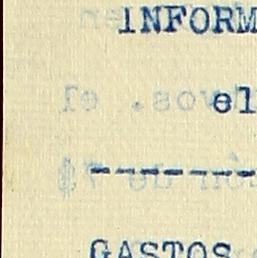 INFORM
el
-------
GASTOS